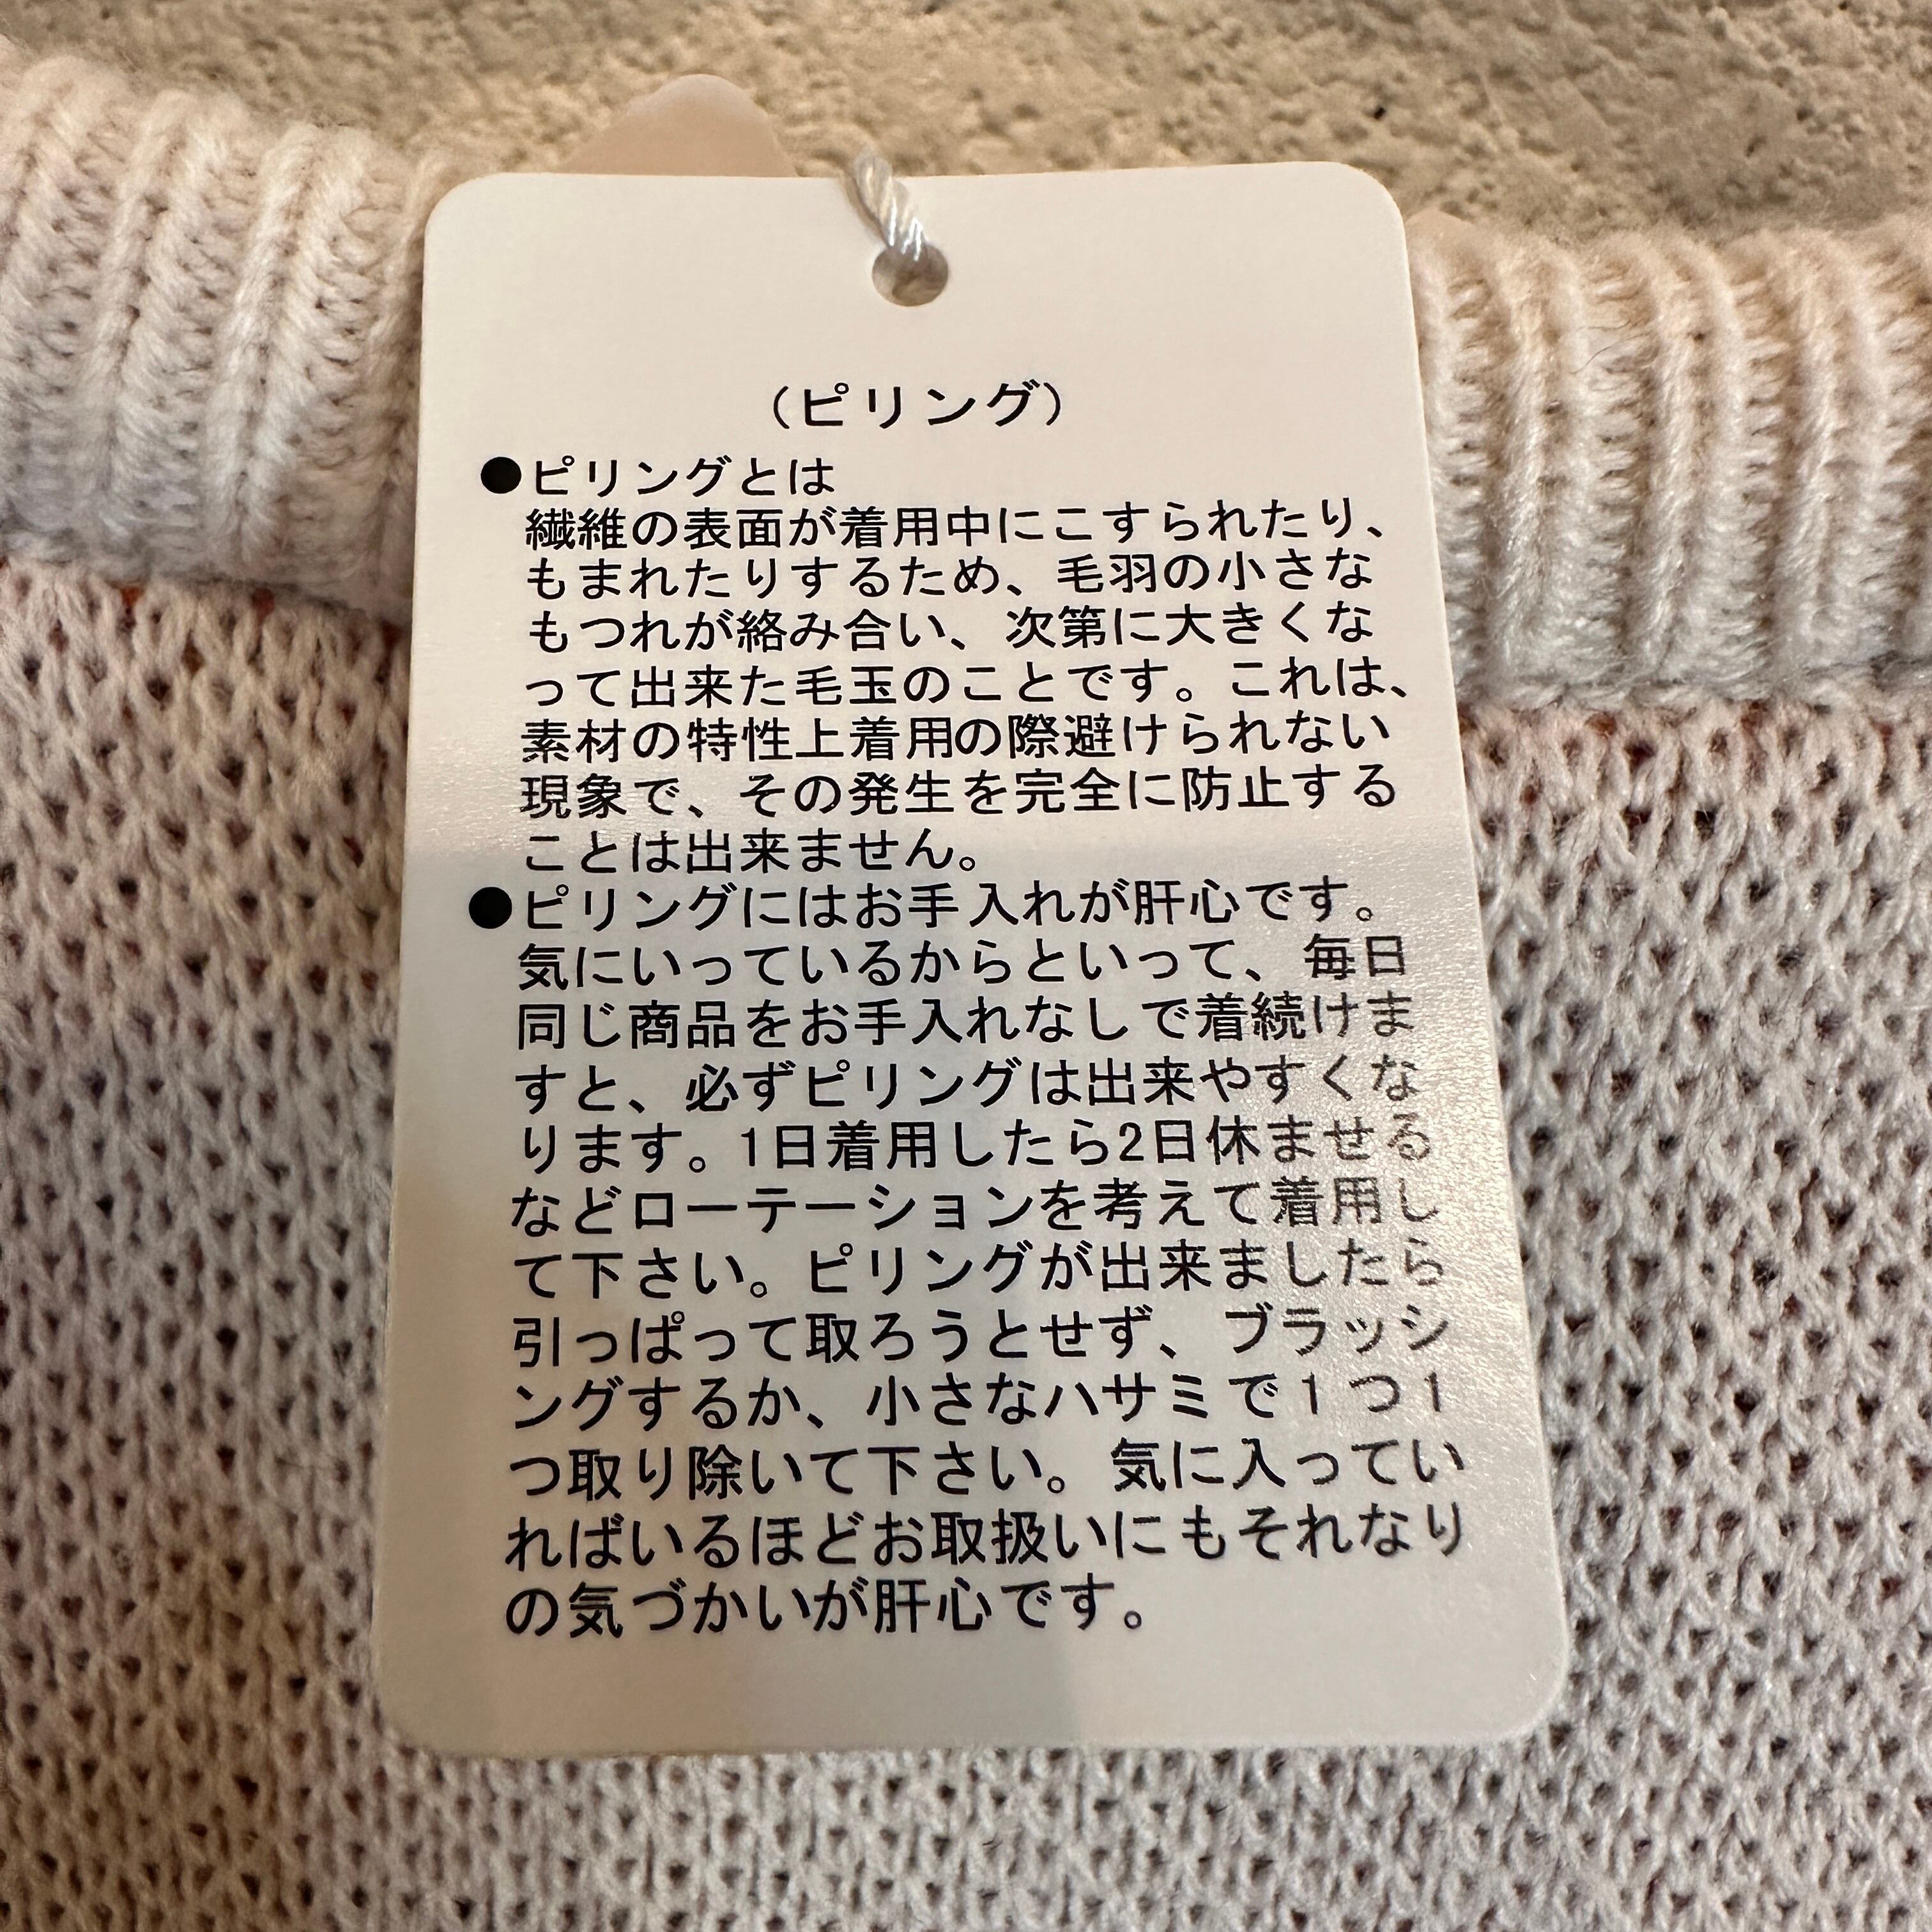 （ピリング）
●ピリングとは
繊維の表面が着用中にこすられたり、
もまれたりするため、毛羽の小さな
もつれが絡み合い、次第に大きくな
って出来た毛玉のことです。これは、
素材の特性上着用の際避けられない
現象で、その発生を完全に防止する
ことは出来ません。
●ピリングにはお手入れが肝心です。
気にいっているからといって、毎日
同じ商品をお手入れなしで着続けま
すと、必ずピリングは出来やすくな
ります。1日着用したら2日休ませる
などローテーションを考えて着用し
て下さい。ピリングが出来ましたら
引っぱって取ろうとせず、ブラッシ
ングするか、小さなハサミで1つ1
つ取り除いて下さい。気に入ってい
ればいるほどお取扱いにもそれなり
の気づかいが肝心です。